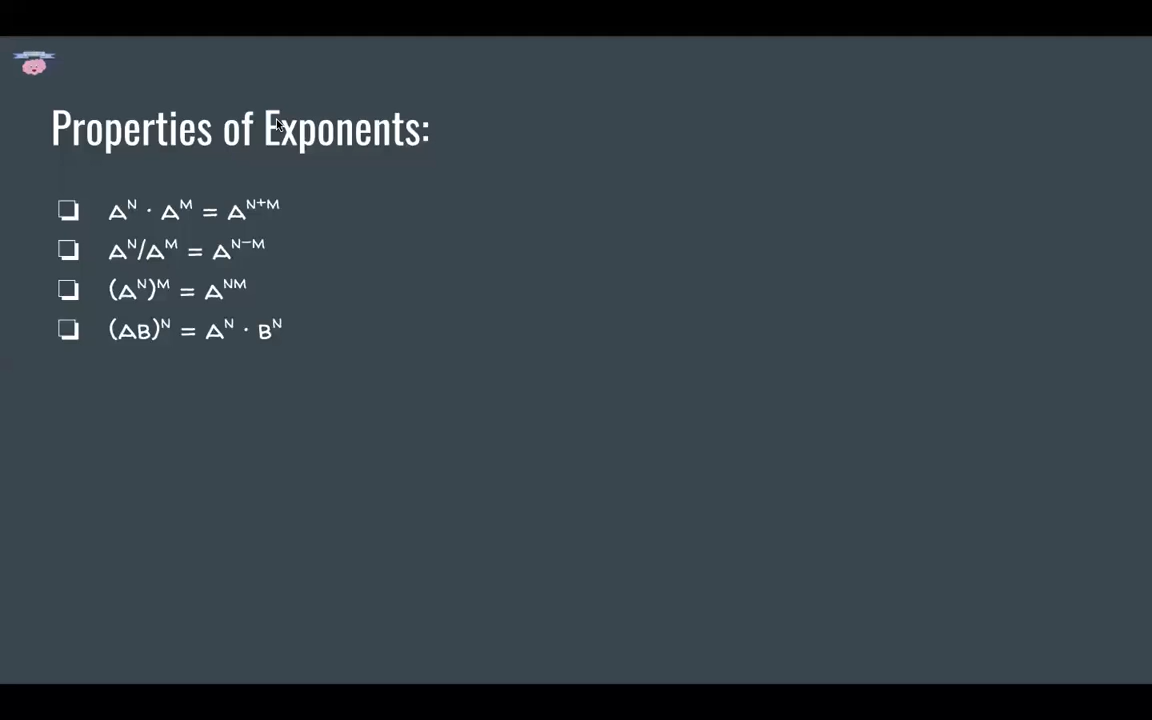 Properties of Exponents:
❏ Aᴺ · Aᴹ = Aᴺ⁺ᴹ
❏ Aᴺ/Aᴹ = Aᴺ⁻ᴹ
❏ (Aᴺ)ᴹ = Aᴺᴹ
❏ (AB)ᴺ = Aᴺ · Bᴺ